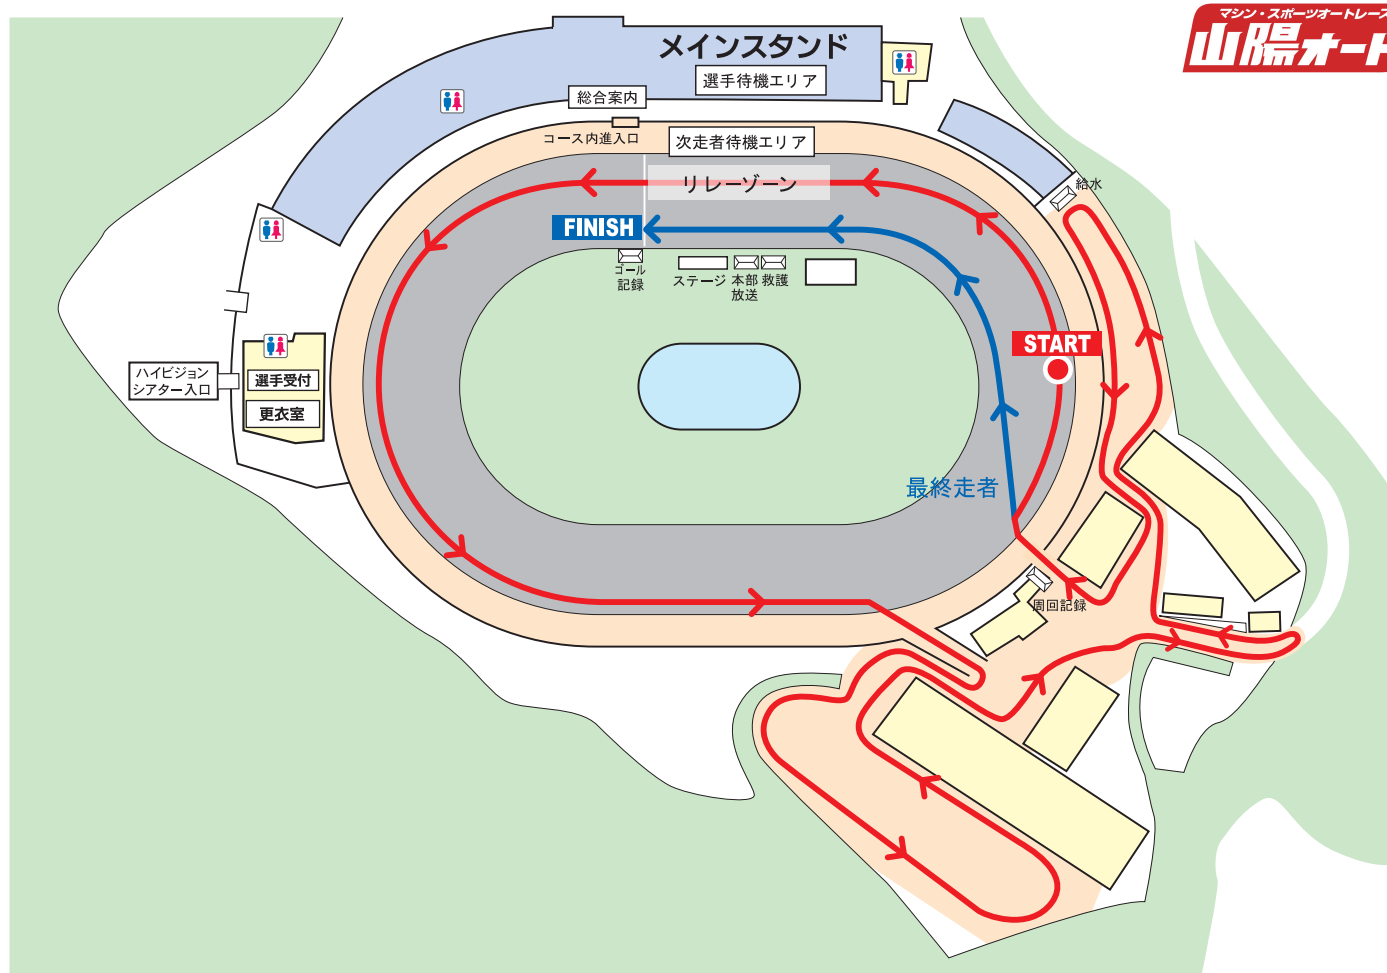 マシン・スポーツオートレース
山陽オート
メインスタンド
選手待機エリア
総合案内
コース内進入口
次走者待機エリア
リレーゾーン
給水
FINISH
ゴール
記録
ステージ
本部
放送
救護
START
ハイビジョン
シアター入口
選手受付
更衣室
最終走者
周回記録